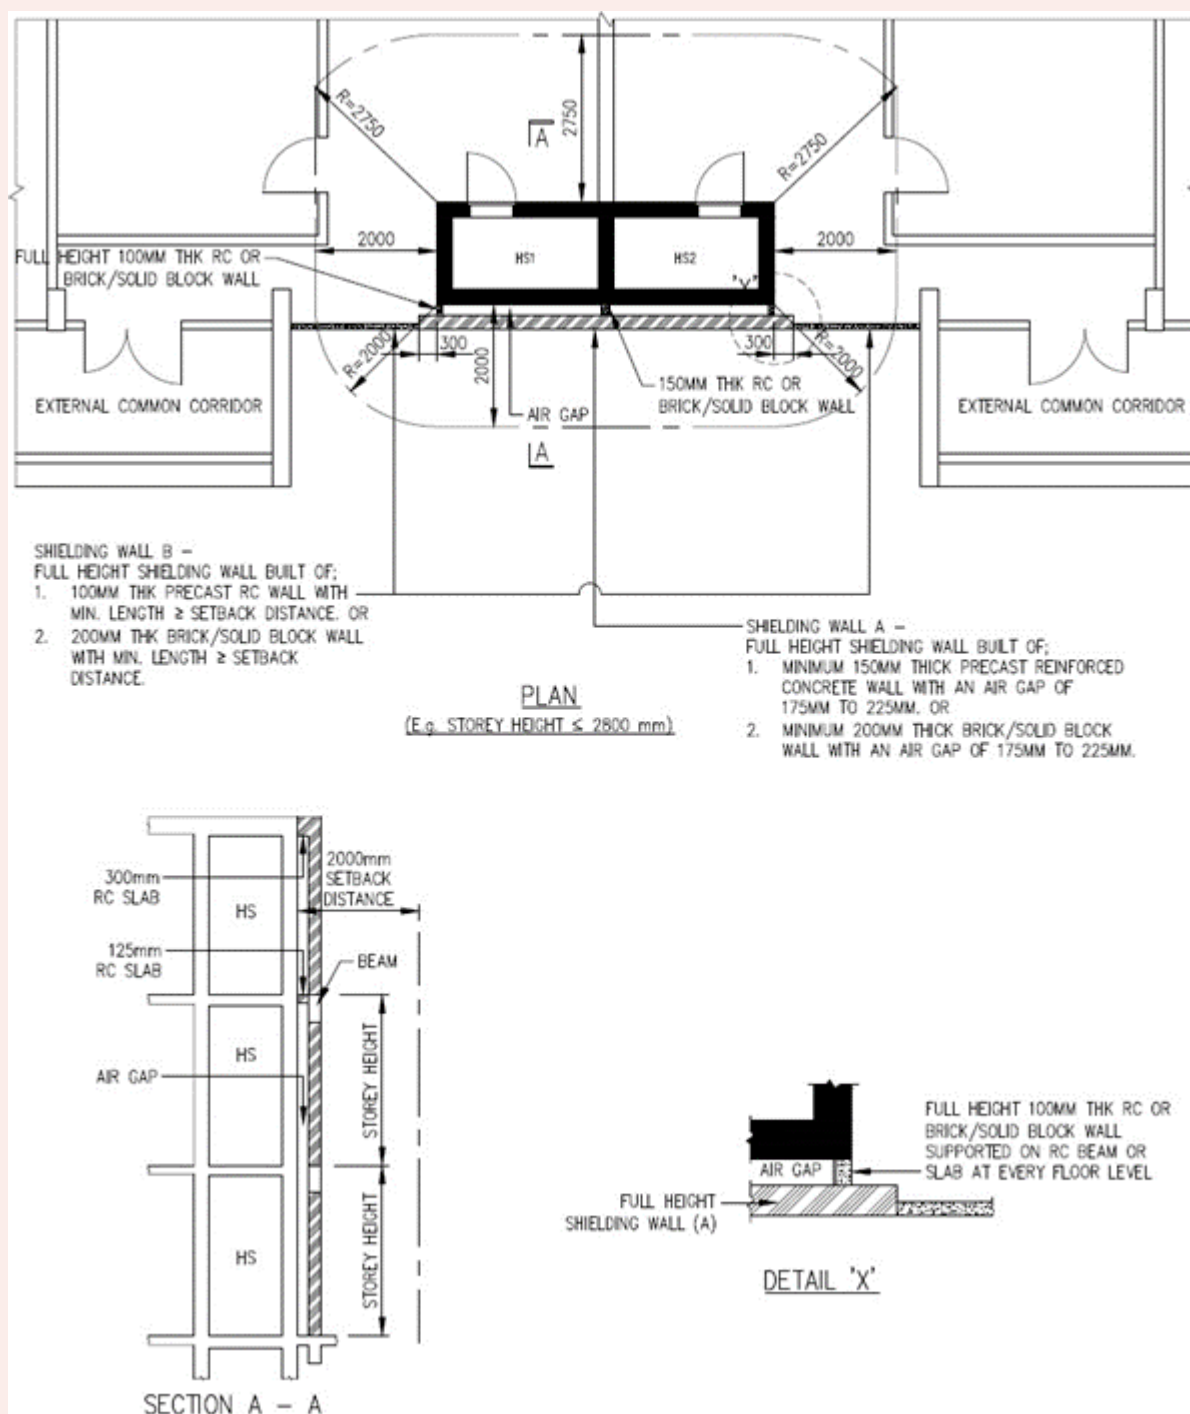 R=2750
A
2750
R=2750
2000
HS1
HS2
2000
FULL HEIGHT 100MM THK RC OR
BRICK/SOLID BLOCK WALL
'X'
R=2000
300
2000
300
R=2000
150MM THK RC OR
BRICK/SOLID BLOCK WALL
AIR GAP
EXTERNAL COMMON CORRIDOR
EXTERNAL COMMON CORRIDOR
A
SHIELDING WALL B –
FULL HEIGHT SHIELDING WALL BUILT OF;
1. 100MM THK PRECAST RC WALL WITH
MIN. LENGTH ≥ SETBACK DISTANCE. OR
2. 200MM THK BRICK/SOLID BLOCK WALL
WITH MIN. LENGTH ≥ SETBACK
DISTANCE.
SHIELDING WALL A –
FULL HEIGHT SHIELDING WALL BUILT OF;
1. MINIMUM 150MM THICK PRECAST REINFORCED
CONCRETE WALL WITH AN AIR GAP OF
175MM TO 225MM. OR
2. MINIMUM 200MM THICK BRICK/SOLID BLOCK
WALL WITH AN AIR GAP OF 175MM TO 225MM.
PLAN
(E.g. STOREY HEIGHT ≤ 2800 mm)
300mm
RC SLAB
HS
2000mm
SETBACK
DISTANCE
125mm
RC SLAB
BEAM
HS
AIR GAP
STOREY HEIGHT
HS
STOREY HEIGHT
SECTION A – A
AIR GAP
FULL HEIGHT 100MM THK RC OR
BRICK/SOLID BLOCK WALL
SUPPORTED ON RC BEAM OR
SLAB AT EVERY FLOOR LEVEL
FULL HEIGHT
SHIELDING WALL (A)
DETAIL 'X'